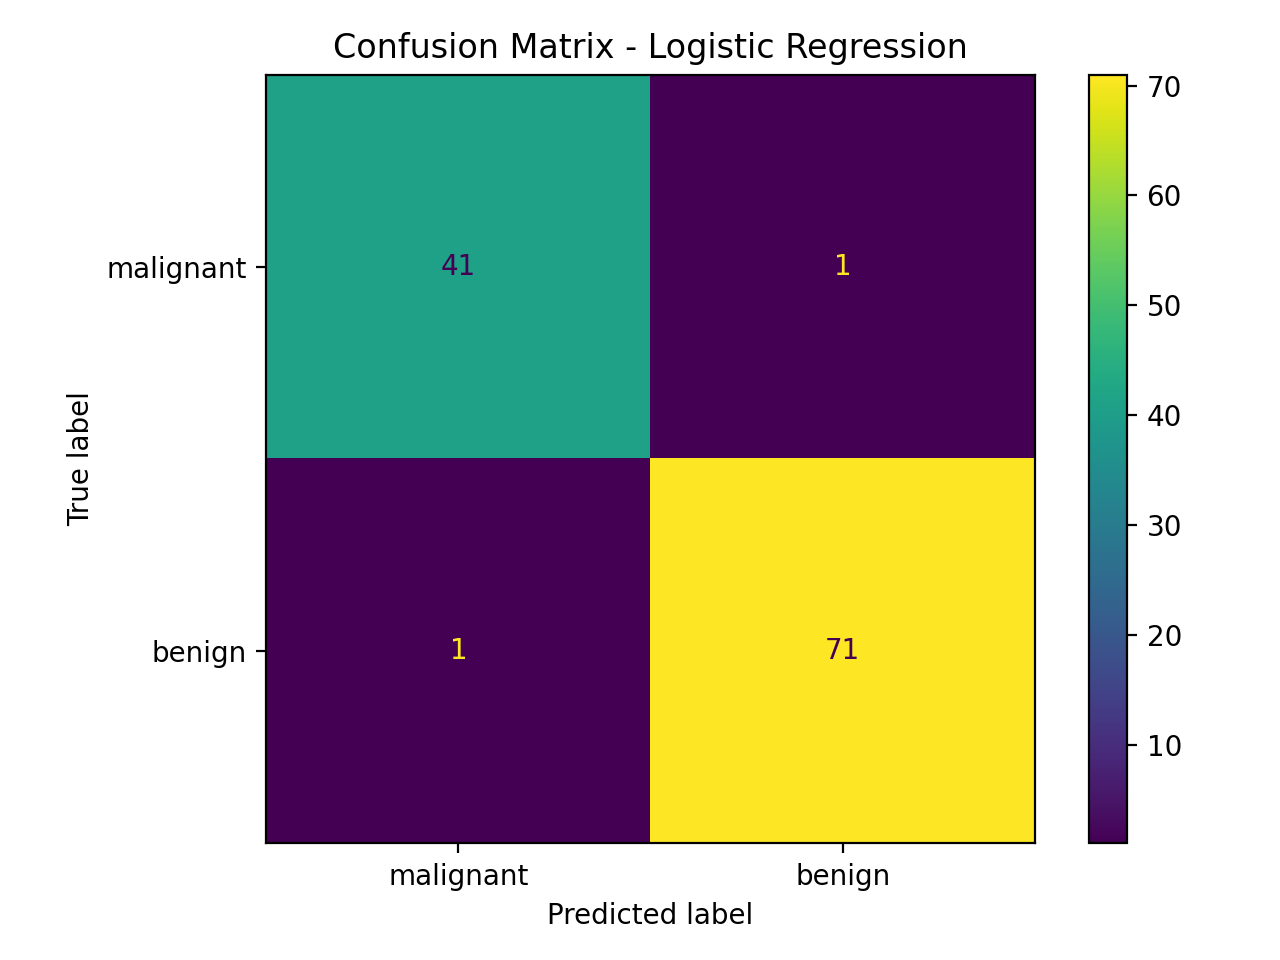 Confusion Matrix - Logistic Regression
malignant
41
1
benign
1
71
True label
malignant
benign
Predicted label
70
60
50
40
30
20
10